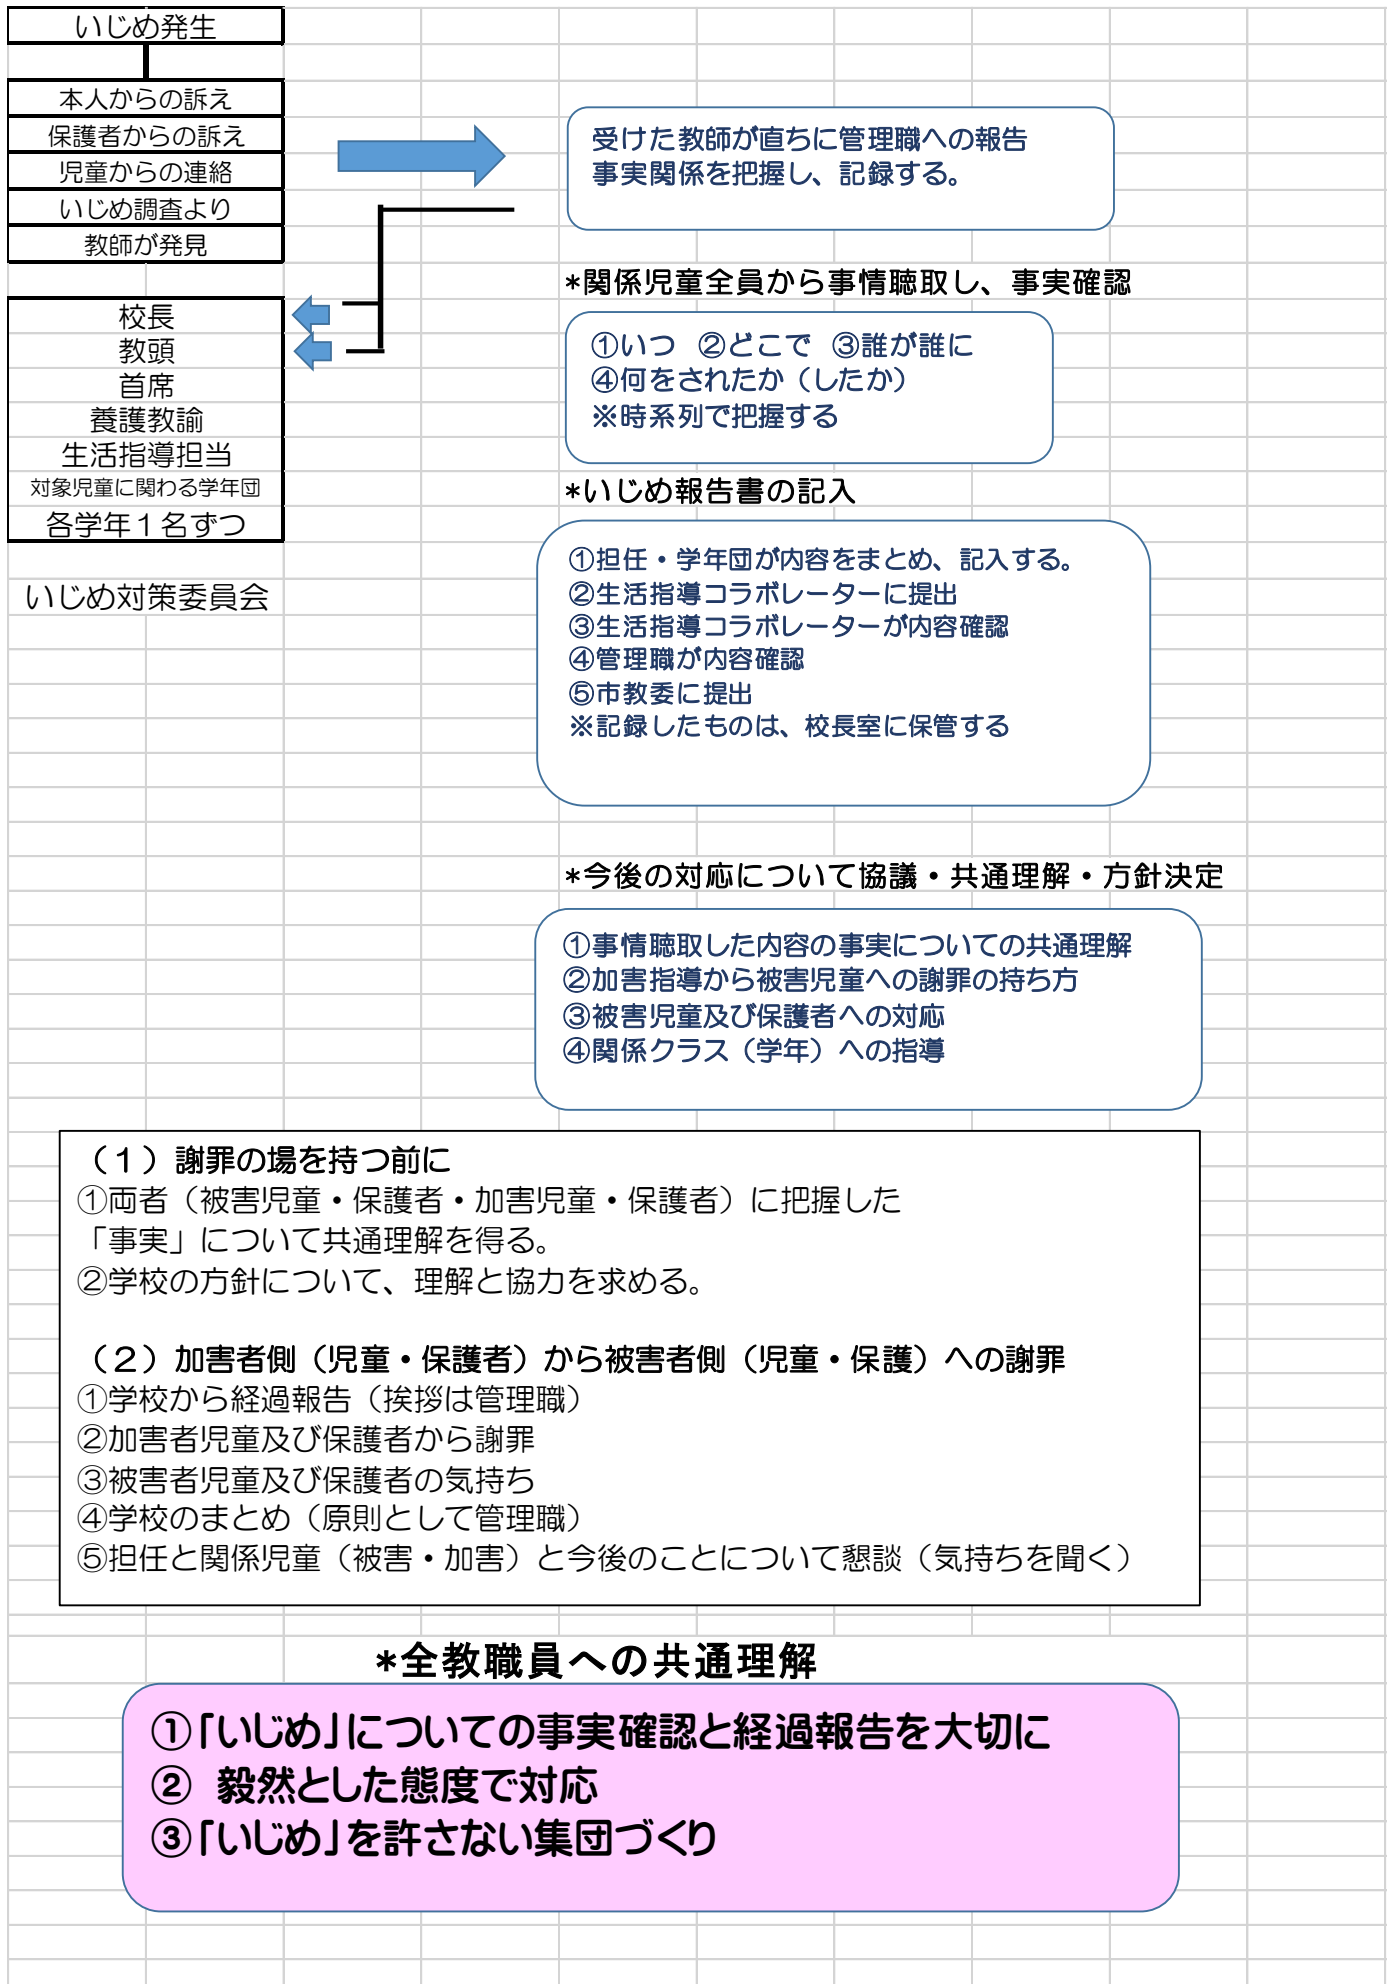 いじめ発生
本人からの訴え
保護者からの訴え
児童からの連絡
いじめ調査より
教師が発見
受けた教師が直ちに管理職への報告
事実関係を把握し、記録する。
校長
教頭
首席
養護教諭
生活指導担当
対象児童に関わる学年団
各学年１名ずつ
いじめ対策委員会
*関係児童全員から事情聴取し、事実確認
①いつ　②どこで　③誰が誰に
④何をされたか（したか）
※時系列で把握する
*いじめ報告書の記入
①担任・学年団が内容をまとめ、記入する。
②生活指導コラボレーターに提出
③生活指導コラボレーターが内容確認
④管理職が内容確認
⑤市教委に提出
※記録したものは、校長室に保管する
*今後の対応について協議・共通理解・方針決定
①事情聴取した内容の事実についての共通理解
②加害指導から被害児童への謝罪の持ち方
③被害児童及び保護者への対応
④関係クラス（学年）への指導
（１）謝罪の場を持つ前に
①両者（被害児童・保護者・加害児童・保護者）に把握した
「事実」について共通理解を得る。
②学校の方針について、理解と協力を求める。
（２）加害者側（児童・保護者）から被害者側（児童・保護）への謝罪
①学校から経過報告（挨拶は管理職）
②加害者児童及び保護者から謝罪
③被害者児童及び保護者の気持ち
④学校のまとめ（原則として管理職）
⑤担任と関係児童（被害・加害）と今後のことについて懇談（気持ちを聞く）
*全教職員への共通理解
①「いじめ」についての事実確認と経過報告を大切に
②　毅然とした態度で対応
③「いじめ」を許さない集団づくり